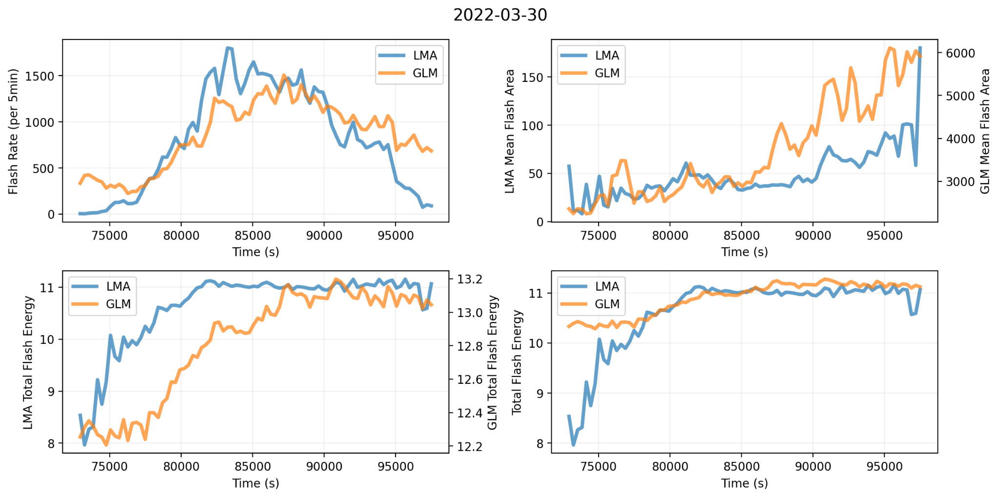 2022-03-30
Flash Rate (per 5min)
1500
1000
500
0
LMA
GLM
75000 80000 85000 90000 95000
Time (s)
LMA Mean Flash Area
150
100
50
0
LMA
GLM
6000
5000
4000
3000
GLM Mean Flash Area
75000 80000 85000 90000 95000
Time (s)
LMA Total Flash Energy
11
10
9
8
LMA
GLM
13.2
13.0
12.8
12.6
12.4
12.2
GLM Total Flash Energy
75000 80000 85000 90000 95000
Time (s)
Total Flash Energy
11
10
9
8
LMA
GLM
75000 80000 85000 90000 95000
Time (s)